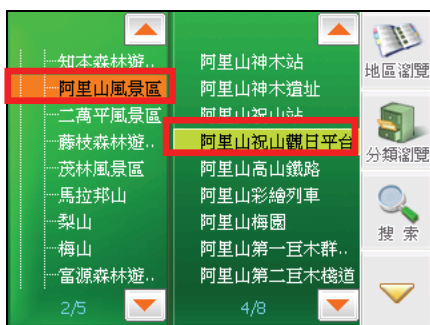 知本森林遊..
阿里山風景區
二萬平風景區
藤枝森林遊..
茂林風景區
馬拉邦山
梨山
梅山
富源森林遊..
2/5
阿里山神木站
阿里山神木遺址
阿里山祝山站
阿里山祝山觀日平台
阿里山高山鐵路
阿里山彩繪列車
阿里山梅園
阿里山第一巨木群..
阿里山第二巨木棧道
4/8
地區瀏覽
分類瀏覽
搜 索